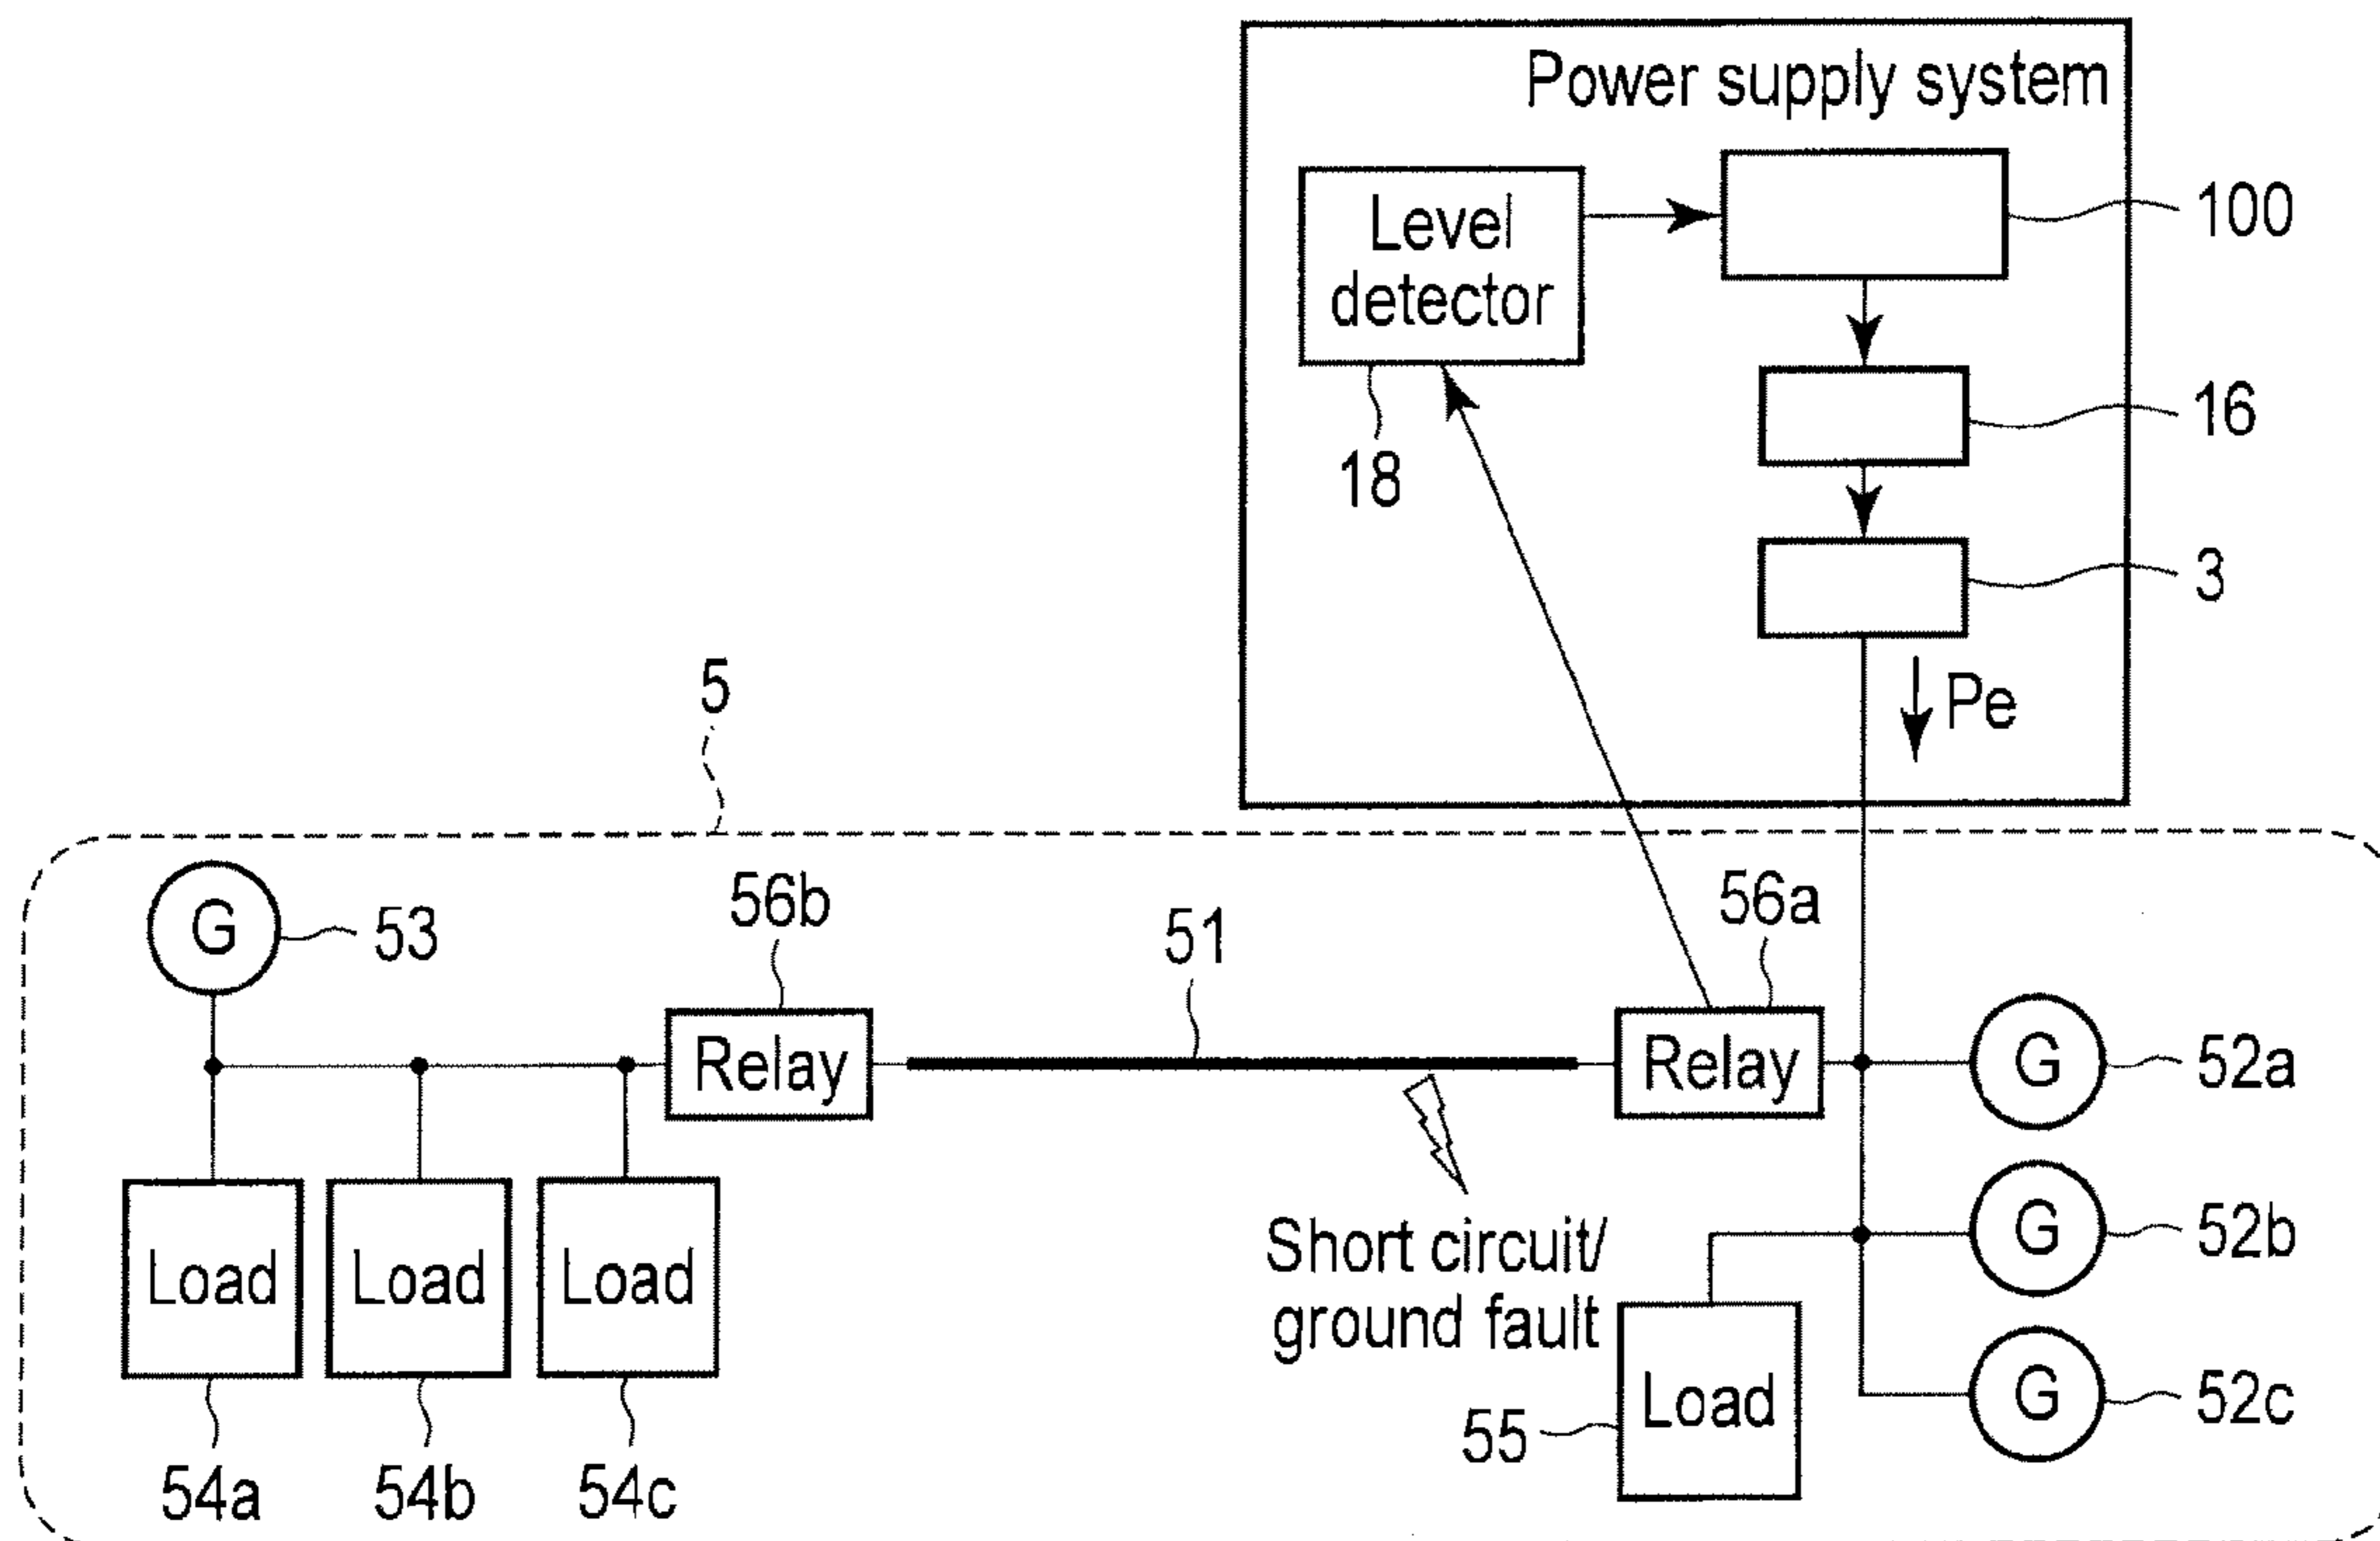 Power supply system
Level
detector
100
16
18
3
Pe
5
G
53
56b
51
56a
Relay
Relay
G
52a
G
52b
Short circuit/
ground fault
Load
Load
Load
Load
55
G
52c
54a
54b
54c